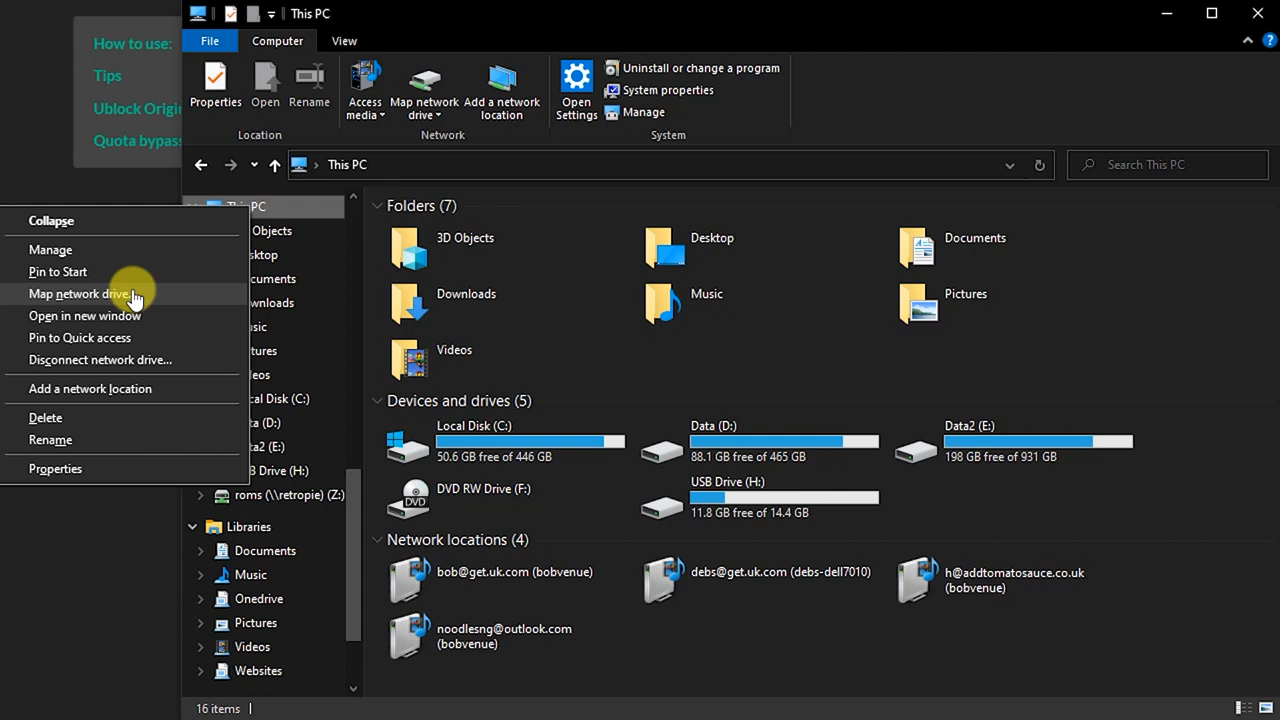 How to use:
Tips
Ublock Origi
Quota bypass
This PC
File
Computer
View
Properties
Open
Rename
Location
Access media
Map network drive
Add a network location
Network
Open Settings
Uninstall or change a program
System properties
Manage
System
This PC
Search This PC
This PC
Collapse
Manage
Pin to Start
Map network drive
Open in new window
Pin to Quick access
Disconnect network drive...
Add a network location
Delete
Rename
Properties
Objects
sktop
cuments
wnloads
sic
tures
eos
cal Disk (C:)
ta (D:)
ta2 (E:)
B Drive (H:)
roms (\\retropie) (Z:)
Libraries
Documents
Music
Onedrive
Pictures
Videos
Websites
Folders (7)
3D Objects
Desktop
Documents
Downloads
Music
Pictures
Videos
Devices and drives (5)
Local Disk (C:)
50.6 GB free of 446 GB
Data (D:)
88.1 GB free of 465 GB
Data2 (E:)
198 GB free of 931 GB
DVD RW Drive (F:)
DVD
USB Drive (H:)
11.8 GB free of 14.4 GB
Network locations (4)
bob@get.uk.com (bobvenue)
debs@get.uk.com (debs-dell7010)
h@addtomatosauce.co.uk
(bobvenue)
noodlesng@outlook.com
(bobvenue)
16 items